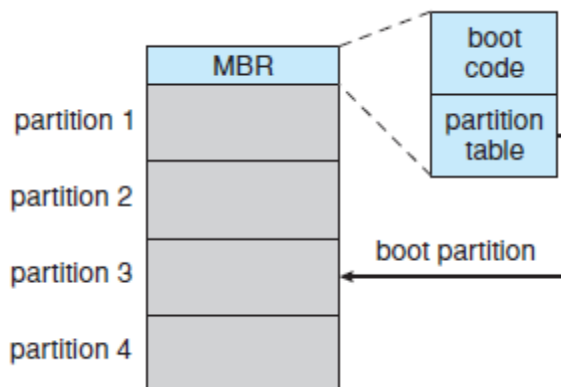 MBR
boot
code
partition
table
partition 1
partition 2
boot partition
partition 3
partition 4